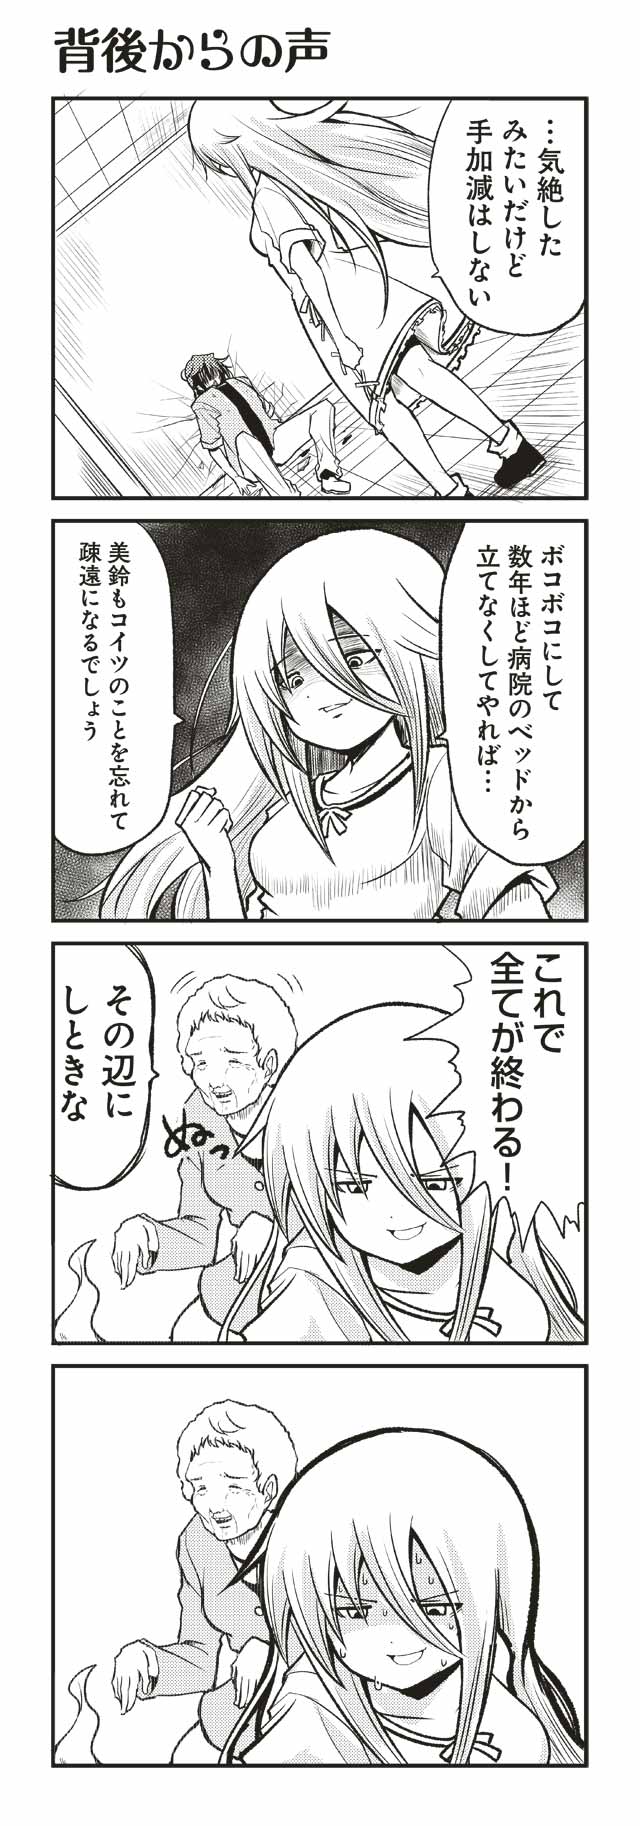 背後からの声
…気絶した
みたいだけど
手加減はしない
ボコボコにして
数年ほど病院のベッドから
立てなくしてやれば…
美鈴もコイツのことを忘れて
疎遠になるでしょう
これで
全てが終わる！
その辺に
しときな
ぬっ